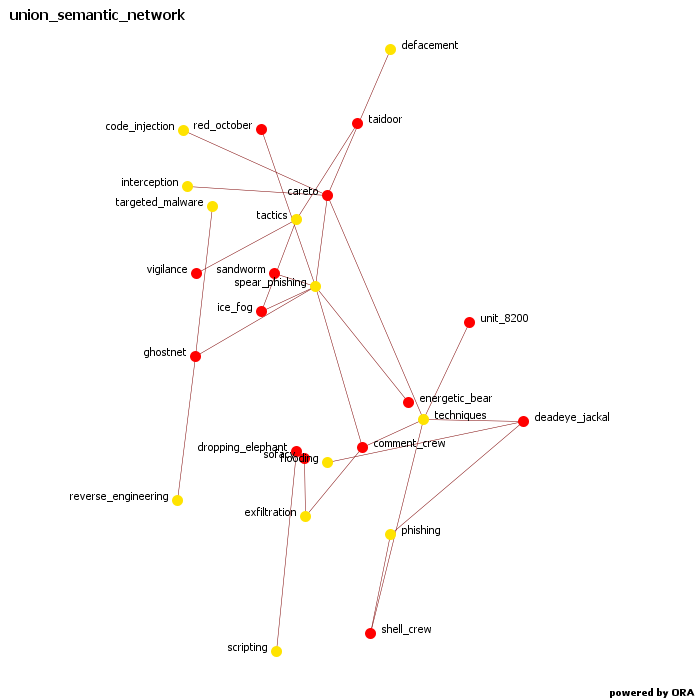 union_semantic_network
defacement
taidoor
code_injection
red_october
interception
careto
targeted_malware
tactics
vigilance
sandworm
spear_phishing
ice_fog
unit_8200
ghostnet
energetic_bear
techniques
deadeye_jackal
dropping_elephant
comment_crew
flooding
reverse_engineering
exfiltration
phishing
shell_crew
scripting
powered by ORA